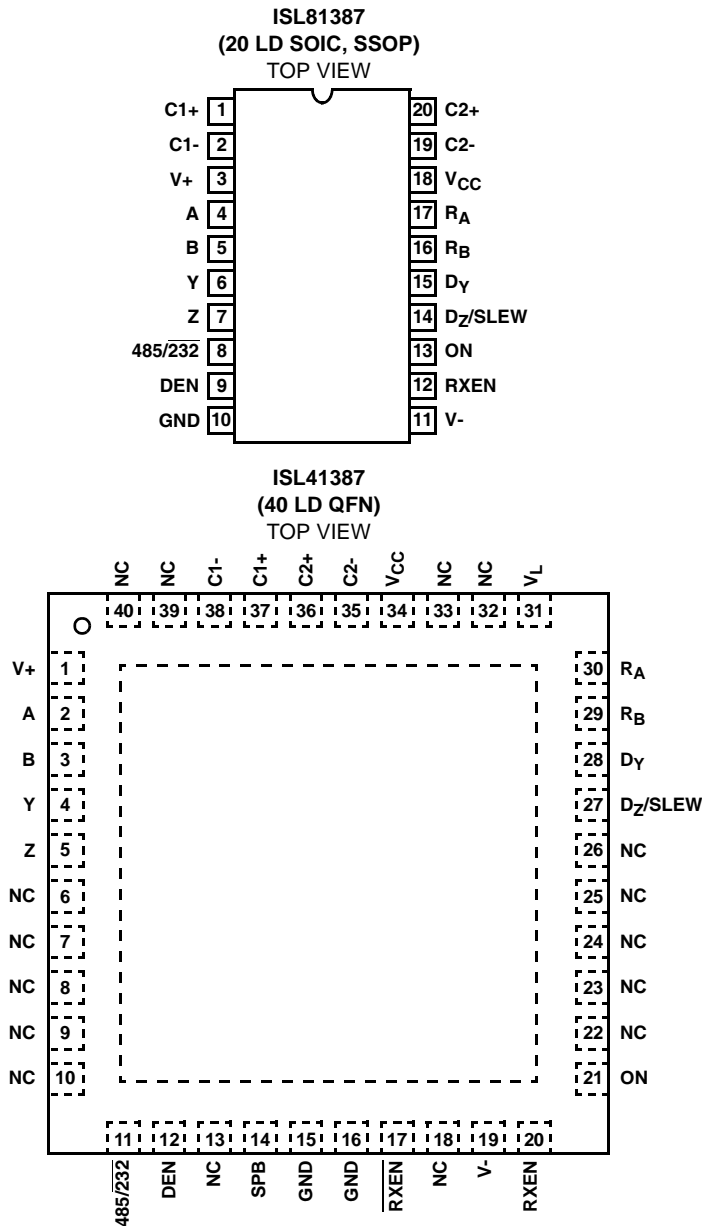 ISL81387
(20 LD SOIC, SSOP)
TOP VIEW
C1+ 1 20 C2+
C1- 2 19 C2-
V+ 3 18 VCC
A 4 17 RA
B 5 16 RB
Y 6 15 DY
Z 7 14 DZ/SLEW
485/2̅3̅2̅ 8 13 ON
DEN 9 12 RXEN
GND 10 11 V-
ISL41387
(40 LD QFN)
TOP VIEW
NC NC C1- C1+ C2+ C2- VCC NC NC VL
40 39 38 37 36 35 34 33 32 31
V+ 1 30 RA
A 2 29 RB
B 3 28 DY
Y 4 27 DZ/SLEW
Z 5 26 NC
NC 6 25 NC
NC 7 24 NC
NC 8 23 NC
NC 9 22 NC
NC 10 21 ON
11 12 13 14 15 16 17 18 19 20
485/2̅3̅2̅ DEN NC SPB GND GND R̅X̅E̅N̅ NC V- RXEN